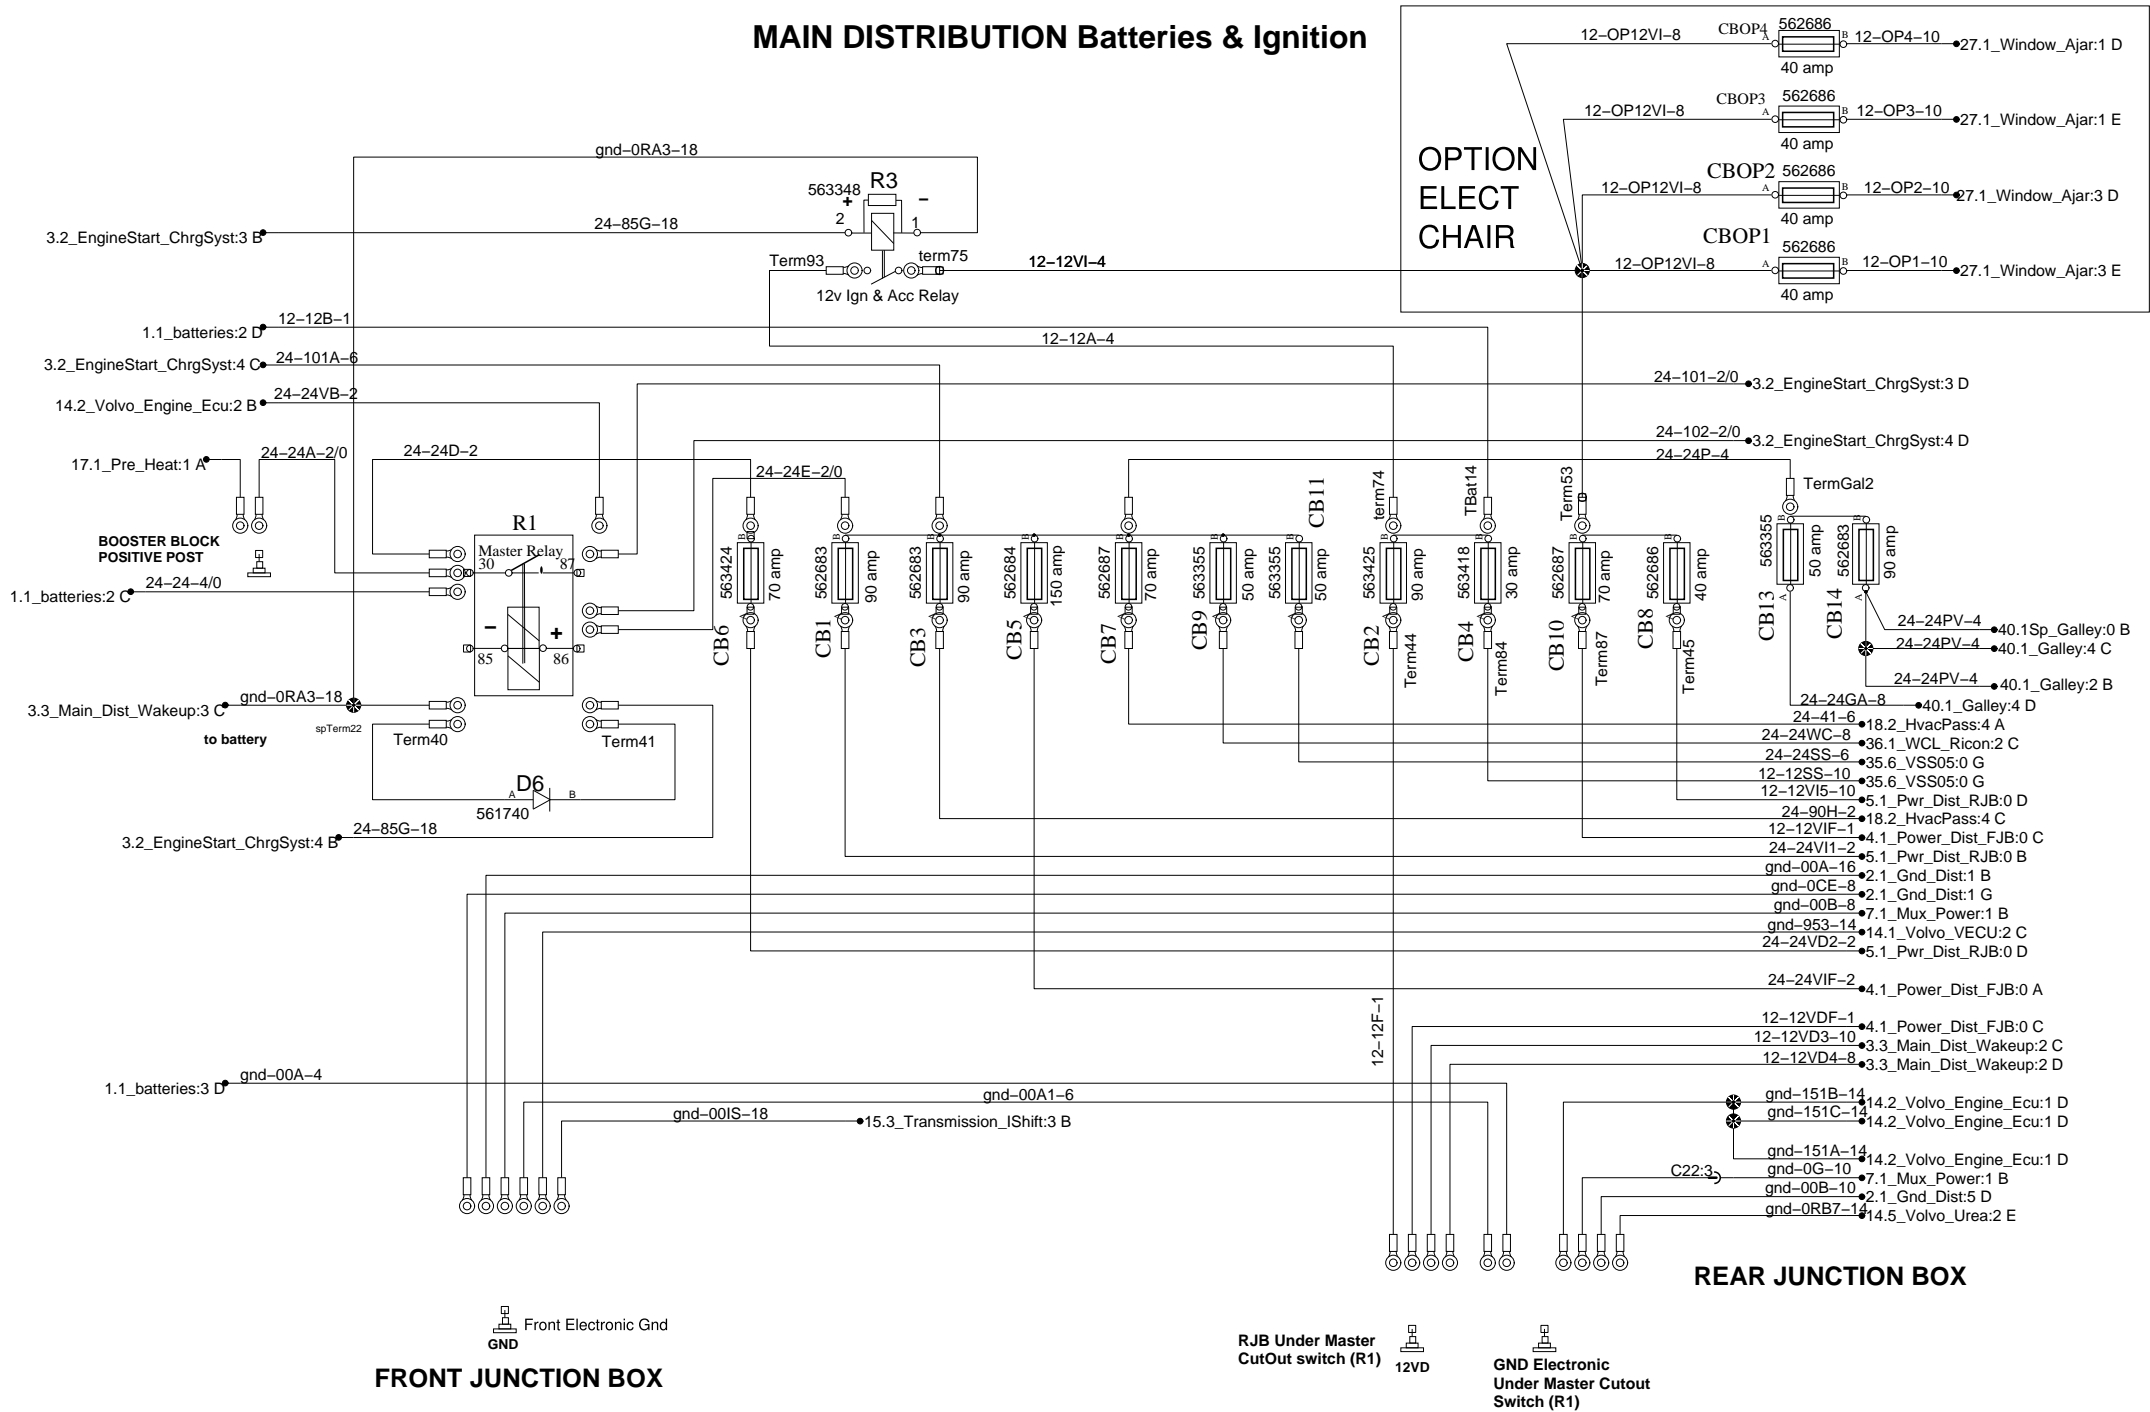 MAIN DISTRIBUTION Batteries & Ignition
12–OP12VI–8
CBOP4
562686
A
B
12–OP4–10
27.1_Window_Ajar:1 D
40 amp
12–OP12VI–8
CBOP3
562686
A
B
12–OP3–10
27.1_Window_Ajar:1 E
40 amp
OPTION
ELECT
CHAIR
12–OP12VI–8
CBOP2
562686
A
B
12–OP2–10
27.1_Window_Ajar:3 D
40 amp
12–OP12VI–8
CBOP1
562686
A
B
12–OP1–10
27.1_Window_Ajar:3 E
40 amp
gnd–0RA3–18
563348
R3
+
–
2
1
3.2_EngineStart_ChrgSyst:3 B
24–85G–18
Term93
term75
12–12VI–4
12v Ign & Acc Relay
1.1_batteries:2 D
12–12B–1
12–12A–4
3.2_EngineStart_ChrgSyst:4 C
24–101A–6
24–101–2/0
3.2_EngineStart_ChrgSyst:3 D
14.2_Volvo_Engine_Ecu:2 B
24–24VB–2
24–102–2/0
3.2_EngineStart_ChrgSyst:4 D
17.1_Pre_Heat:1 A
24–24A–2/0
24–24D–2
24–24E–2/0
24–24P–4
CB11
term74
TBat14
Term53
TermGal2
BOOSTER BLOCK
POSITIVE POST
R1
Master Relay
30
87
–
+
85
86
24–24–4/0
1.1_batteries:2 C
B
563424
70 amp
A
CB6
B
562683
90 amp
A
CB1
B
562683
90 amp
A
CB3
B
562684
150 amp
A
CB5
B
562687
70 amp
A
CB7
B
563355
50 amp
A
CB9
B
563355
50 amp
A
B
563425
90 amp
A
CB2
Term44
B
563418
30 amp
A
CB4
Term84
B
562687
70 amp
A
CB10
Term87
B
562686
40 amp
A
CB8
Term45
B
563355
50 amp
A
CB13
B
562683
90 amp
A
CB14
24–24PV–4
40.1Sp_Galley:0 B
24–24PV–4
40.1_Galley:4 C
24–24PV–4
40.1_Galley:2 B
24–24GA–8
40.1_Galley:4 D
3.3_Main_Dist_Wakeup:3 C
gnd–0RA3–18
spTerm22
to battery
Term40
Term41
D6
A
B
561740
3.2_EngineStart_ChrgSyst:4 B
24–85G–18
24–41–6
18.2_HvacPass:4 A
24–24WC–8
36.1_WCL_Ricon:2 C
24–24SS–6
35.6_VSS05:0 G
12–12SS–10
35.6_VSS05:0 G
12–12VI5–10
5.1_Pwr_Dist_RJB:0 D
24–90H–2
18.2_HvacPass:4 C
12–12VIF–1
4.1_Power_Dist_FJB:0 C
24–24VI1–2
5.1_Pwr_Dist_RJB:0 B
gnd–00A–16
2.1_Gnd_Dist:1 B
gnd–0CE–8
2.1_Gnd_Dist:1 G
gnd–00B–8
7.1_Mux_Power:1 B
gnd–953–14
14.1_Volvo_VECU:2 C
24–24VD2–2
5.1_Pwr_Dist_RJB:0 D
24–24VIF–2
4.1_Power_Dist_FJB:0 A
12–12F–1
12–12VDF–1
4.1_Power_Dist_FJB:0 C
12–12VD3–10
3.3_Main_Dist_Wakeup:2 C
12–12VD4–8
3.3_Main_Dist_Wakeup:2 D
1.1_batteries:3 D
gnd–00A–4
gnd–00A1–6
gnd–00IS–18
15.3_Transmission_IShift:3 B
gnd–151B–14
14.2_Volvo_Engine_Ecu:1 D
gnd–151C–14
14.2_Volvo_Engine_Ecu:1 D
gnd–151A–14
14.2_Volvo_Engine_Ecu:1 D
C22:3
gnd–0G–10
7.1_Mux_Power:1 B
gnd–00B–10
2.1_Gnd_Dist:5 D
gnd–0RB7–14
14.5_Volvo_Urea:2 E
REAR JUNCTION BOX
Front Electronic Gnd
GND
FRONT JUNCTION BOX
RJB Under Master
CutOut switch (R1)
12VD
GND Electronic
Under Master Cutout
Switch (R1)